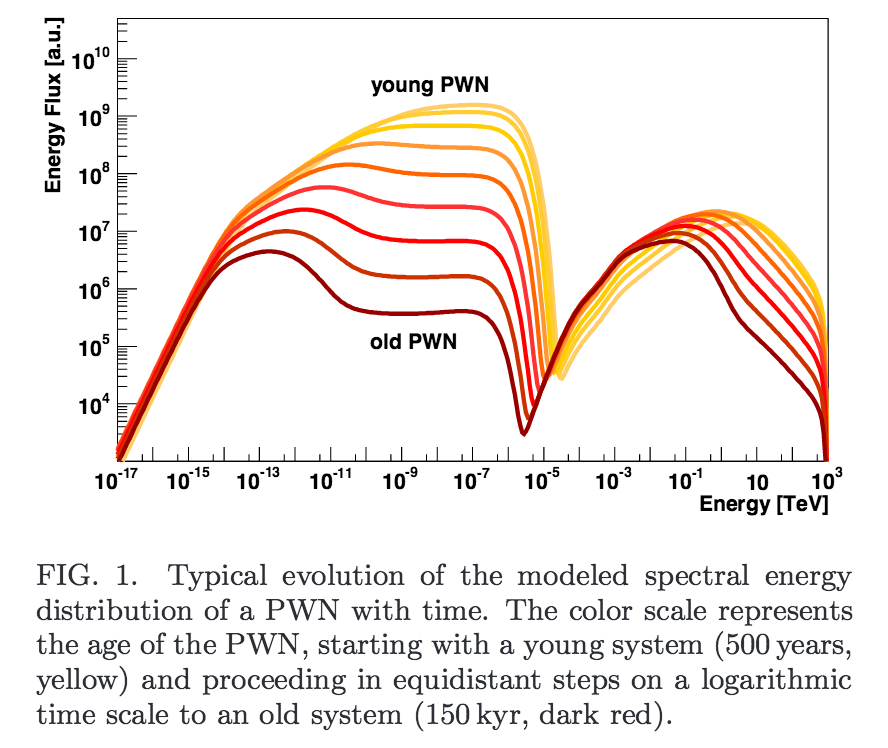 Energy Flux [a.u.]
10^10
10^9
10^8
10^7
10^6
10^5
10^4
young PWN
old PWN
10^-17 10^-15 10^-13 10^-11 10^-9 10^-7 10^-5 10^-3 10^-1 10 10^3
Energy [TeV]
FIG. 1. Typical evolution of the modeled spectral energy
distribution of a PWN with time. The color scale represents
the age of the PWN, starting with a young system (500 years,
yellow) and proceeding in equidistant steps on a logarithmic
time scale to an old system (150 kyr, dark red).